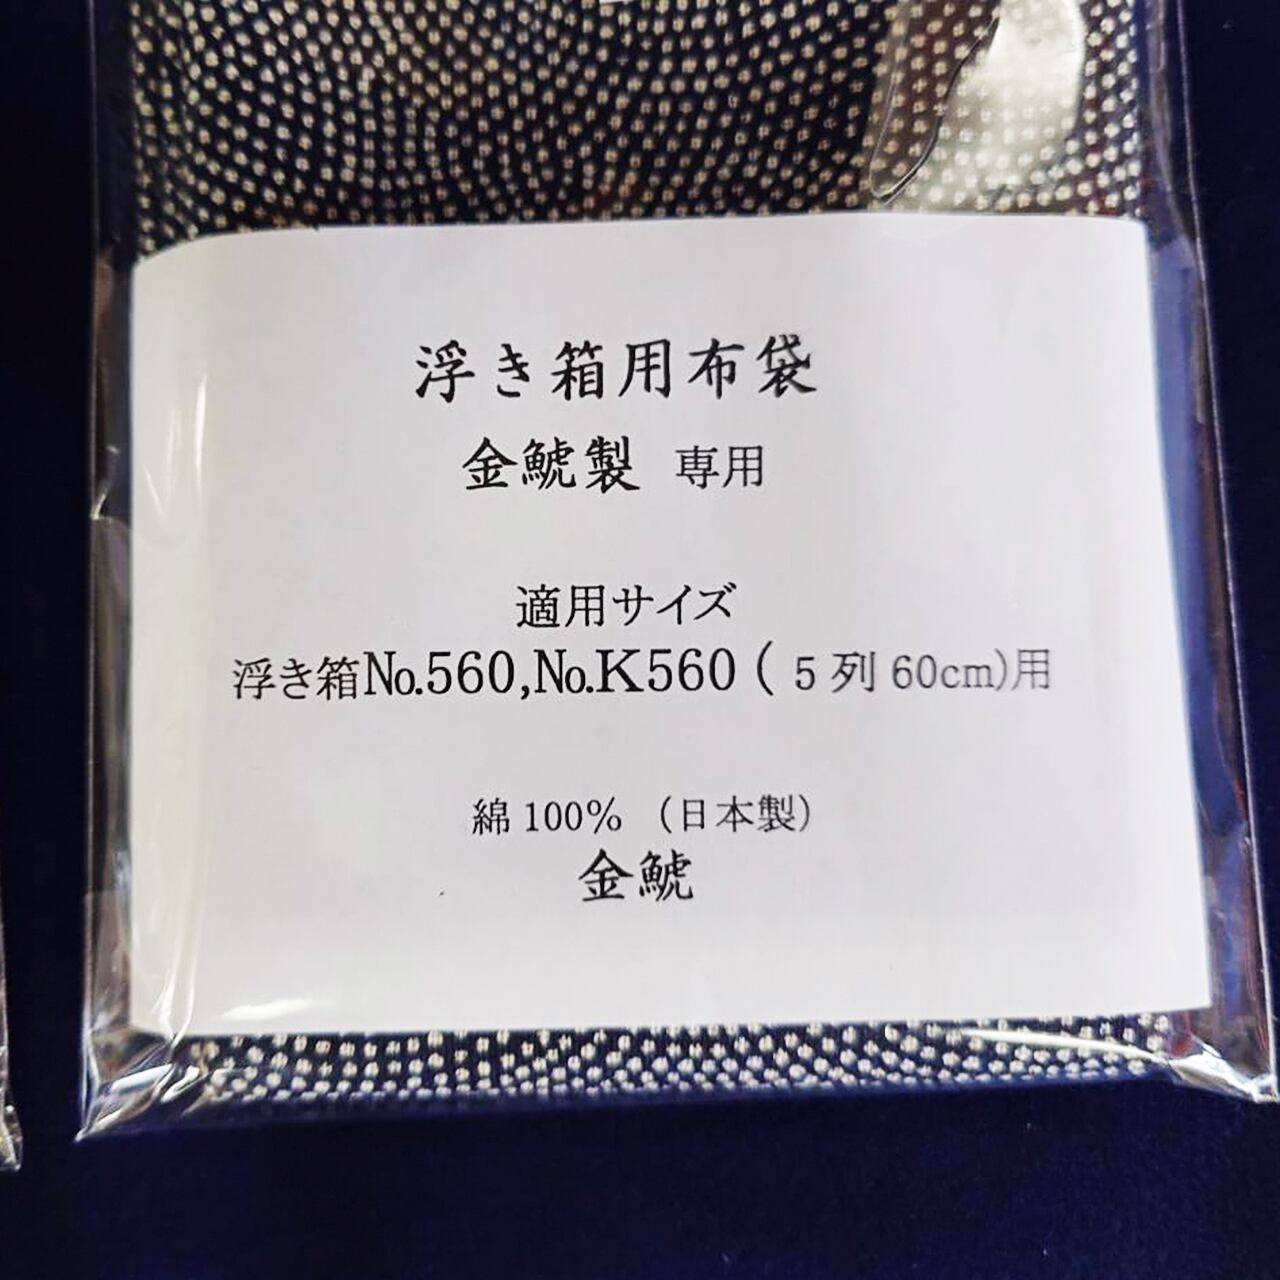 浮き箱用布袋
金鯱製 専用
適用サイズ
浮き箱№.560,№.K560（ 5 列 60cm)用
綿 100% （日本製）
金鯱